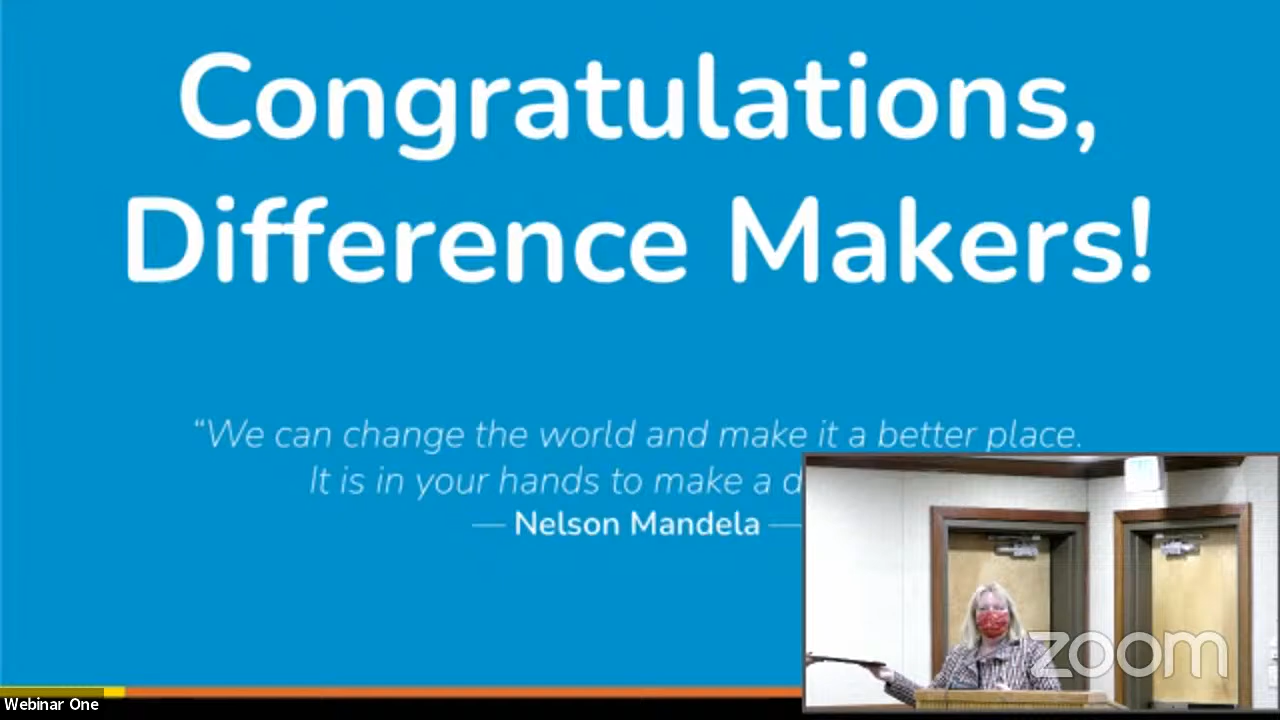 Congratulations,
Difference Makers!
“We can change the world and make it a better place.
It is in your hands to make a d
— Nelson Mandela —
zoom
Webinar One